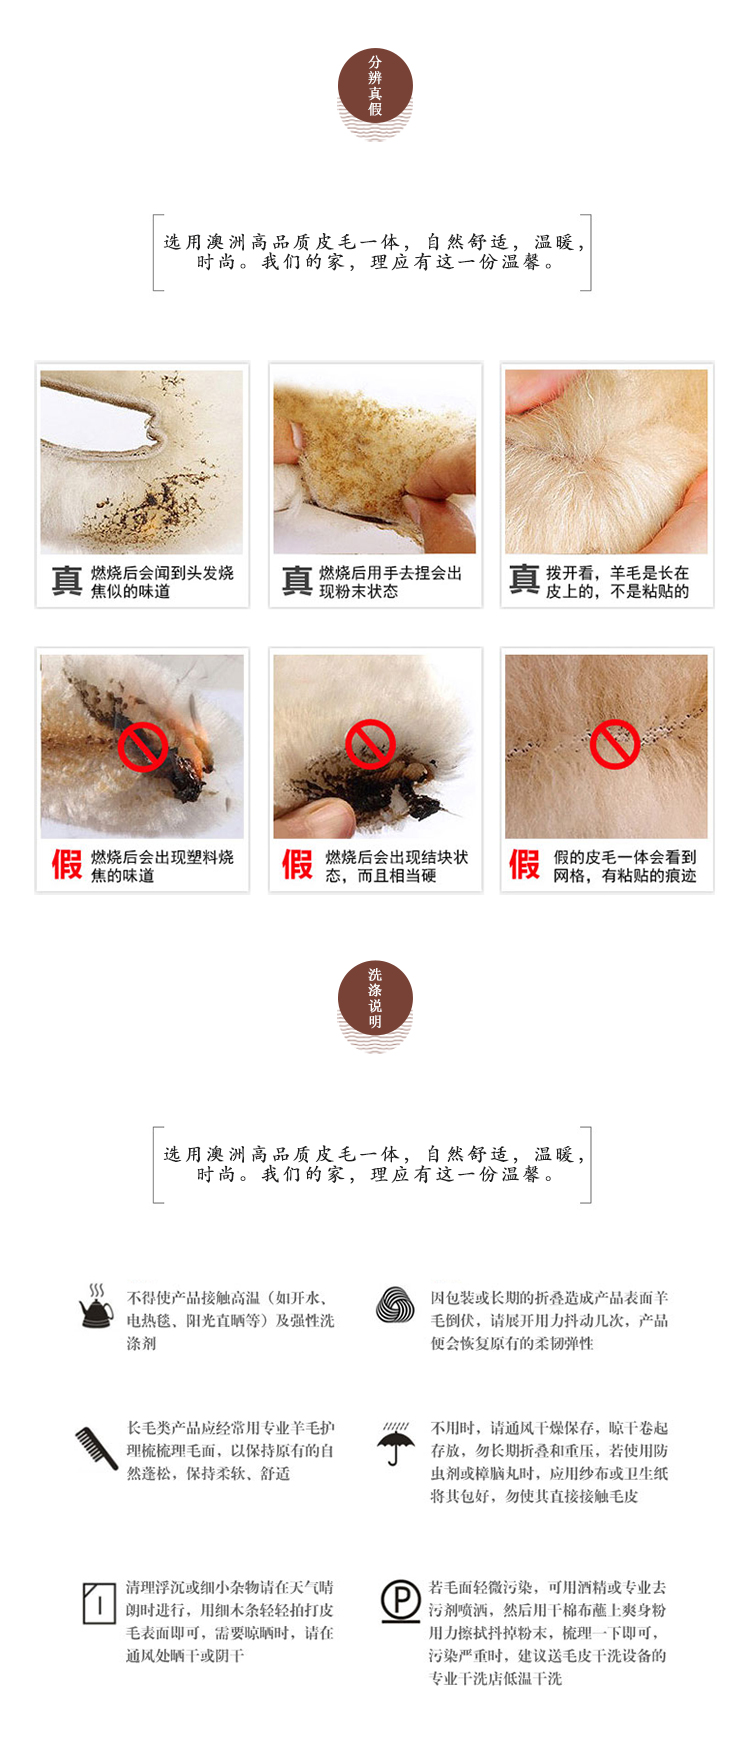 分辨真假
选用澳洲高品质皮毛一体，自然舒适，温暖，
时尚。我们的家，理应有这一份温馨。
真 燃烧后会闻到头发烧
焦似的味道
真 燃烧后用手去捏会出
现粉末状态
真 拨开看，羊毛是长在
皮上的，不是粘贴的
假 燃烧后会出现塑料烧
焦的味道
假 燃烧后会出现结块状
态，而且相当硬
假 假的皮毛一体会看到
网格，有粘贴的痕迹
洗涤说明
选用澳洲高品质皮毛一体，自然舒适，温暖，
时尚。我们的家，理应有这一份温馨。
不得使产品接触高温（如开水、
电热毯、阳光直晒等）及强性洗
涤剂
因包装或长期的折叠造成产品表面羊
毛倒伏，请展开用力抖动几次，产品
便会恢复原有的柔韧弹性
长毛类产品应经常用专业羊毛护
理梳梳理毛面，以保持原有的自
然蓬松，保持柔软、舒适
不用时，请通风干燥保存，晾干卷起
存放，勿长期折叠和重压，若使用防
虫剂或樟脑丸时，应用纱布或卫生纸
将其包好，勿使其直接接触毛皮
清理浮沉或细小杂物请在天气晴
朗时进行，用细木条轻轻拍打皮
毛表面即可，需要晾晒时，请在
通风处晒干或阴干
P
若毛面轻微污染，可用酒精或专业去
污剂喷洒，然后用干棉布蘸上爽身粉
用力擦拭抖掉粉末，梳理一下即可，
污染严重时，建议送毛皮干洗设备的
专业干洗店低温干洗